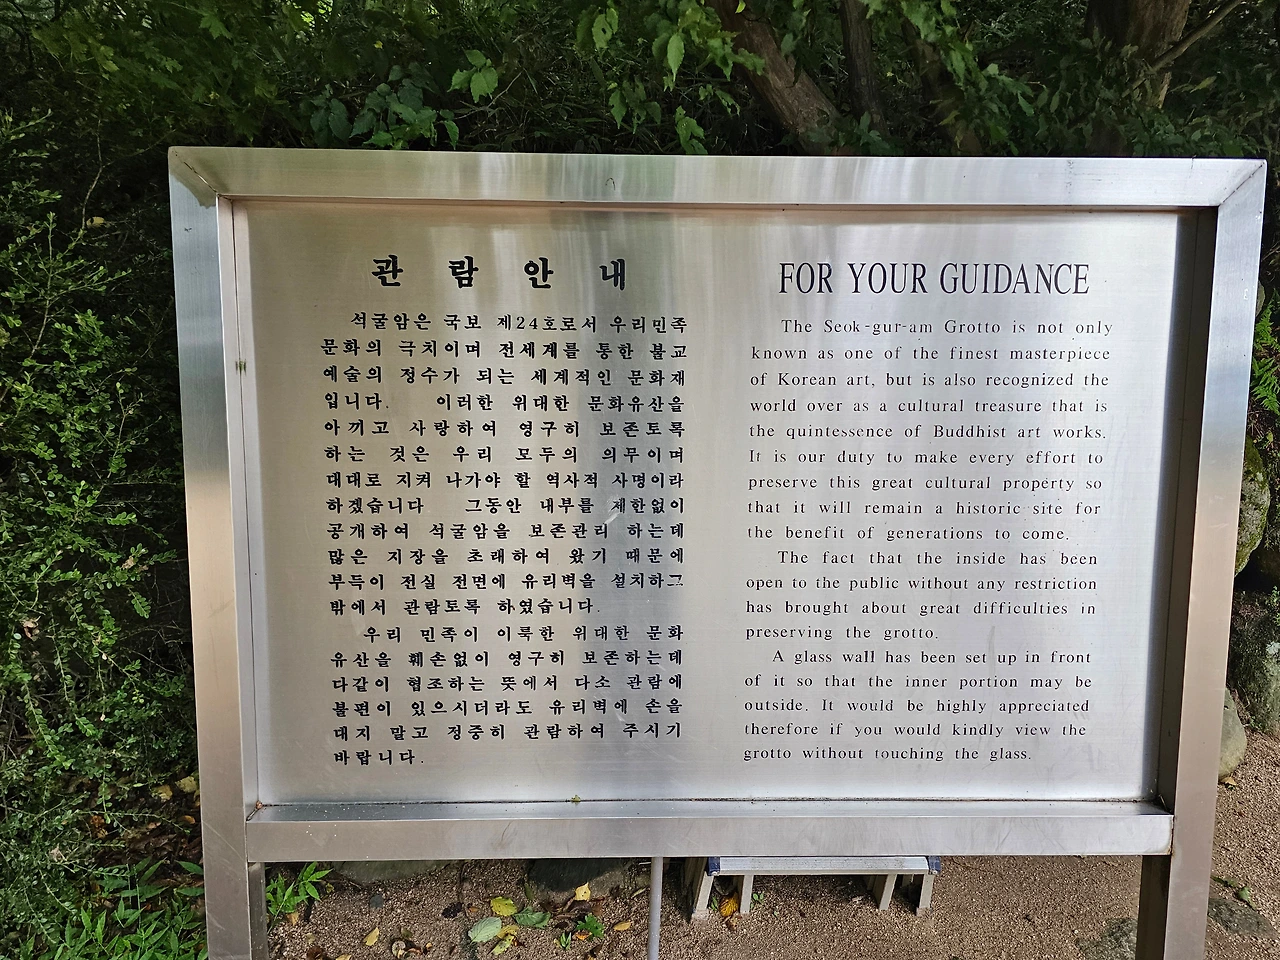 관 람 안 내
석굴암은 국보 제24호로서 우리민족
문화의 극치이며 전세계를 통한 불교
예술의 정수가 되는 세계적인 문화재
입니다. 이러한 위대한 문화유산을
아끼고 사랑하여 영구히 보존토록
하는 것은 우리 모두의 의무이며
대대로 지켜 나가야 할 역사적 사명이라
하겠습니다 그동안 내부를 제한없이
공개하여 석굴암을 보존관리 하는데
많은 지장을 초래하여 왔기 때문에
부득이 전실 전면에 유리벽을 설치하고
밖에서 관람토록 하였습니다.
우리 민족이 이룩한 위대한 문화
유산을 훼손없이 영구히 보존하는데
다같이 협조하는 뜻에서 다소 관람에
불편이 있으시더라도 유리벽에 손을
대지 말고 정중히 관람하여 주시기
바랍니다.
FOR YOUR GUIDANCE
The Seok-gur-am Grotto is not only
known as one of the finest masterpiece
of Korean art, but is also recognized the
world over as a cultural treasure that is
the quintessence of Buddhist art works.
It is our duty to make every effort to
preserve this great cultural property so
that it will remain a historic site for
the benefit of generations to come.
The fact that the inside has been
open to the public without any restriction
has brought about great difficulties in
preserving the grotto.
A glass wall has been set up in front
of it so that the inner portion may be
outside. It would be highly appreciated
therefore if you would kindly view the
grotto without touching the glass.